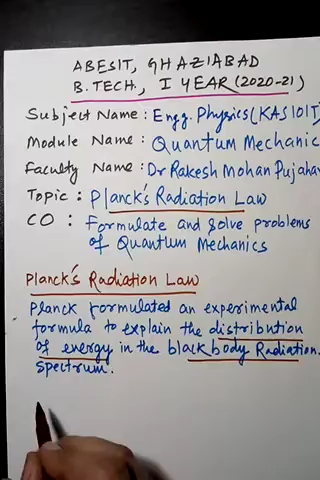 ABESIT, GHAZIABAD
B.TECH., I YEAR (2020-21)
Subject Name: Engg. Physics (KAS101T)
Module Name: Quantum Mechanic
Faculty Name: Dr Rakesh Mohan Pujahar
Topic: Planck's Radiation Law
CO: Formulate and solve problems
of Quantum Mechanics
Planck's Radiation Law
Planck formulated an experimental
formula to explain the distribution
of energy in the blackbody Radiation
Spectrum.